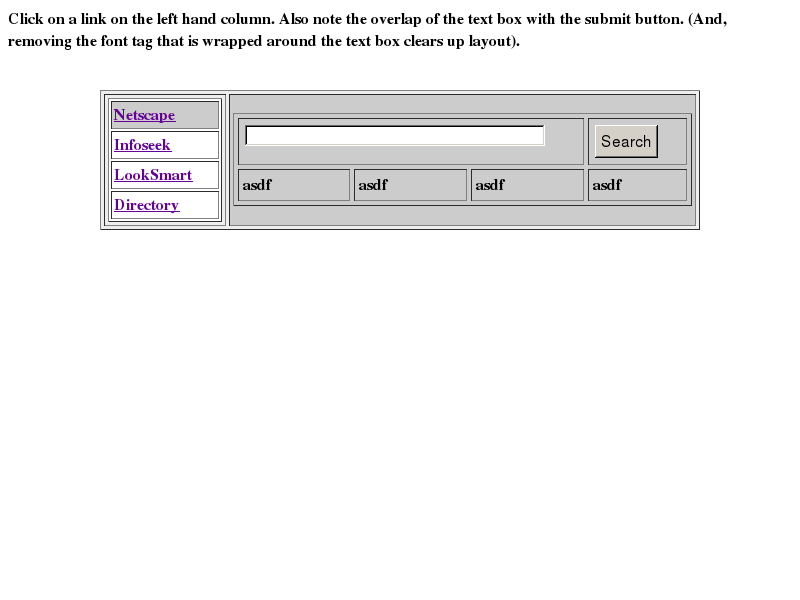 Click on a link on the left hand column. Also note the overlap of the text box with the submit button. (And,
removing the font tag that is wrapped around the text box clears up layout).
Netscape
Infoseek
LookSmart
Directory
Search
asdf asdf asdf asdf